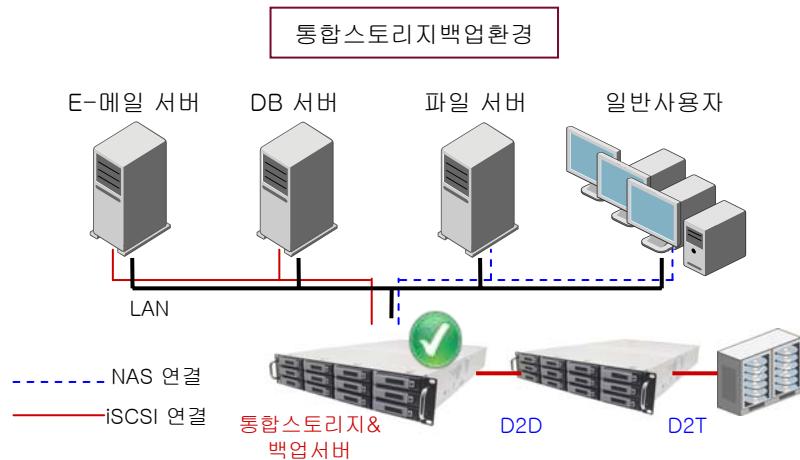 통합스토리지백업환경
E-메일 서버
DB 서버
파일 서버
일반사용자
LAN
NAS 연결
iSCSI 연결
통합스토리지&
백업서버
D2D
D2T